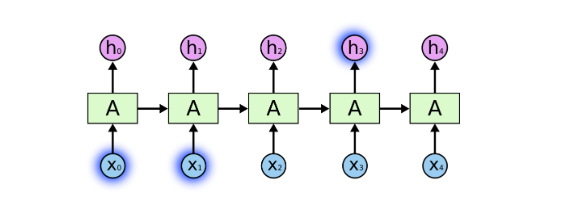 h₀ h₁ h₂ h₃ h₄
A A A A A
x₀ x₁ x₂ x₃ x₄